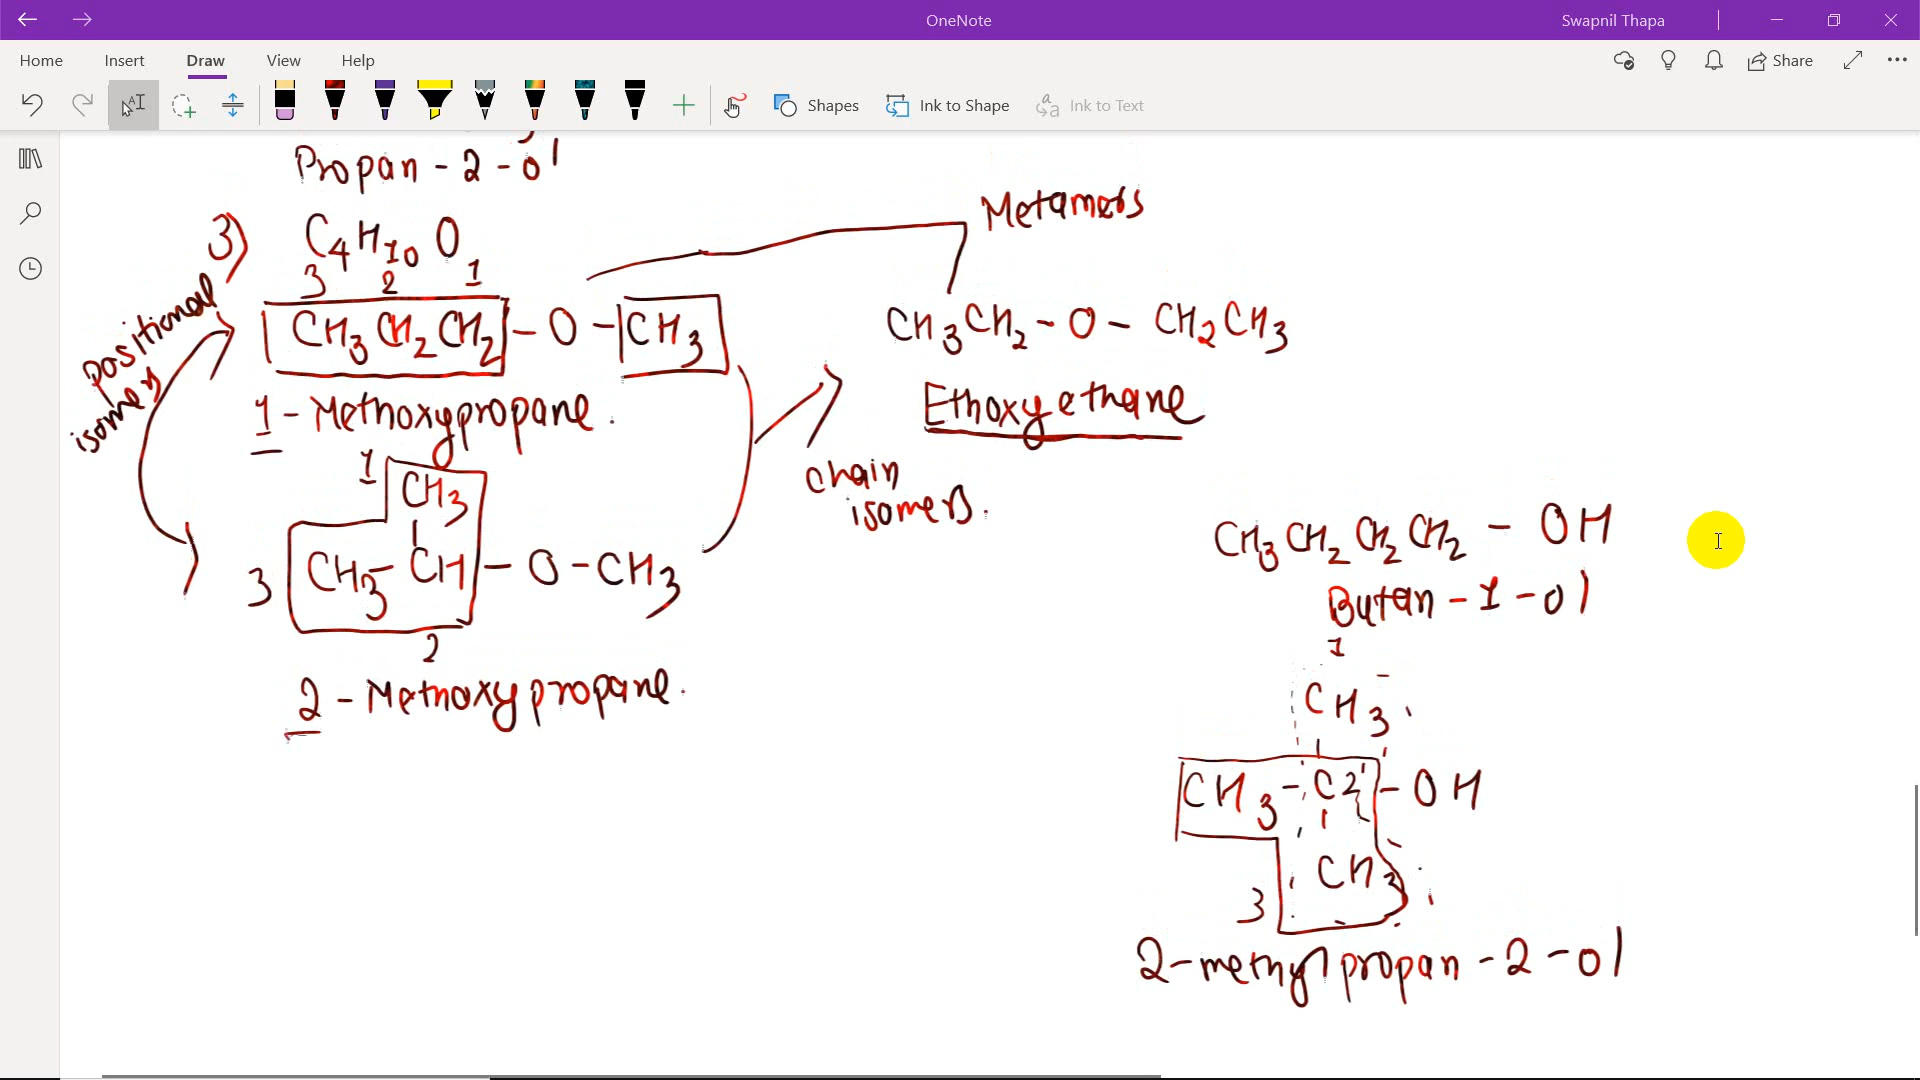 OneNote
Swapnil Thapa
Home Insert Draw View Help
Share
Shapes Ink to Shape Ink to Text
Propan - 2 - ol
3) C4H10O
Metamers
3 2 1
positional isomers
CH3CH2CH2 - O - CH3
CH3CH2 - O - CH2CH3
1 - Methoxypropane.
Ethoxyethane
chain isomers.
1
CH3
3 CH3 - CH - O - CH3
2
2 - Methoxypropane.
CH3CH2CH2CH2 - OH
Butan - 1 - ol
1
CH3
CH3 - C2 - OH
CH3
3
2-methylpropan - 2 - ol